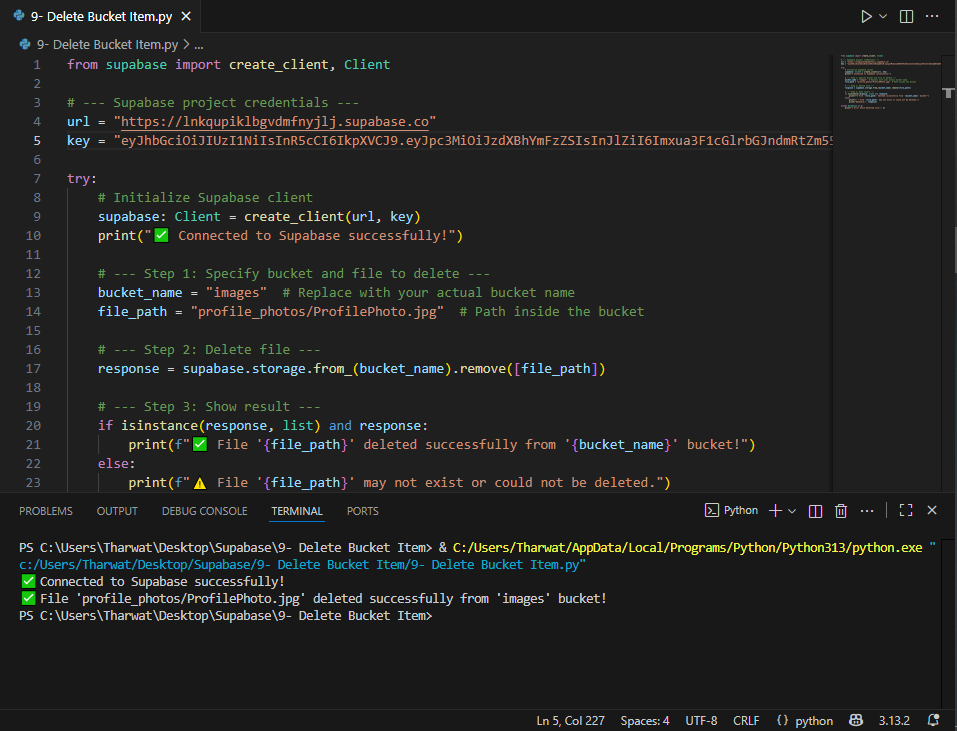 9- Delete Bucket Item.py
9- Delete Bucket Item.py > ...
1 from supabase import create_client, Client
2
3 # --- Supabase project credentials ---
4 url = "https://lnkqupiklbgvdmfnyjlj.supabase.co"
5 key = "eyJhbGciOiJIUzI1NiIsInR5cCI6IkpXVCJ9.eyJpc3MiOiJzdXBhYmFzZSIsInJlZiI6Imxua3F1cGlrbGJndmRtZm55
6
7 try:
8 # Initialize Supabase client
9 supabase: Client = create_client(url, key)
10 print("✅ Connected to Supabase successfully!")
11
12 # --- Step 1: Specify bucket and file to delete ---
13 bucket_name = "images"  # Replace with your actual bucket name
14 file_path = "profile_photos/ProfilePhoto.jpg"  # Path inside the bucket
15
16 # --- Step 2: Delete file ---
17 response = supabase.storage.from_(bucket_name).remove([file_path])
18
19 # --- Step 3: Show result ---
20 if isinstance(response, list) and response:
21 print(f"✅ File '{file_path}' deleted successfully from '{bucket_name}' bucket!")
22 else:
23 print(f"⚠️ File '{file_path}' may not exist or could not be deleted.")
PROBLEMS OUTPUT DEBUG CONSOLE TERMINAL PORTS Python
PS C:\Users\Tharwat\Desktop\Supabase\9- Delete Bucket Item> & C:/Users/Tharwat/AppData/Local/Programs/Python/Python313/python.exe "
c:/Users/Tharwat/Desktop/Supabase/9- Delete Bucket Item/9- Delete Bucket Item.py"
✅ Connected to Supabase successfully!
✅ File 'profile_photos/ProfilePhoto.jpg' deleted successfully from 'images' bucket!
PS C:\Users\Tharwat\Desktop\Supabase\9- Delete Bucket Item>
Ln 5, Col 227 Spaces: 4 UTF-8 CRLF {} python 3.13.2